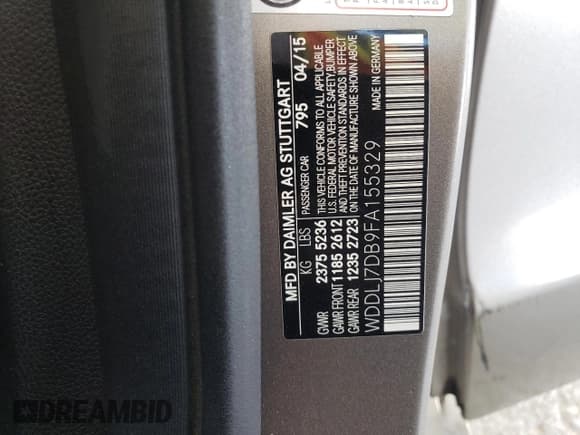 MFD BY DAIMLER AG STUTTGART
KG LBS PASSENGER CAR 795 04/15
GVWR 2375 5236 THIS VEHICLE CONFORMS TO ALL APPLICABLE
GAWR FRONT 1185 2612 U.S. FEDERAL MOTOR VEHICLE SAFETY,BUMPER
GAWR REAR 1235 2723 AND THEFT PREVENTION STANDARDS IN EFFECT
ON THE DATE OF MANUFACTURE SHOWN ABOVE
WDDLJ7DB9FA155329 MADE IN GERMANY
DREAMBID